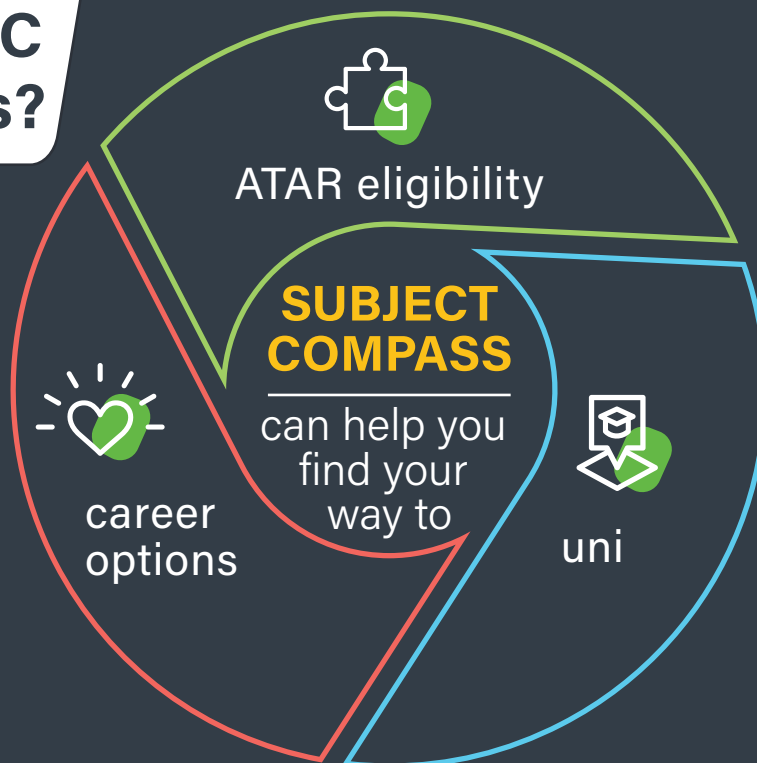 C
s?
ATAR eligibility
SUBJECT
COMPASS
can help you
find your
way to
career
options
uni